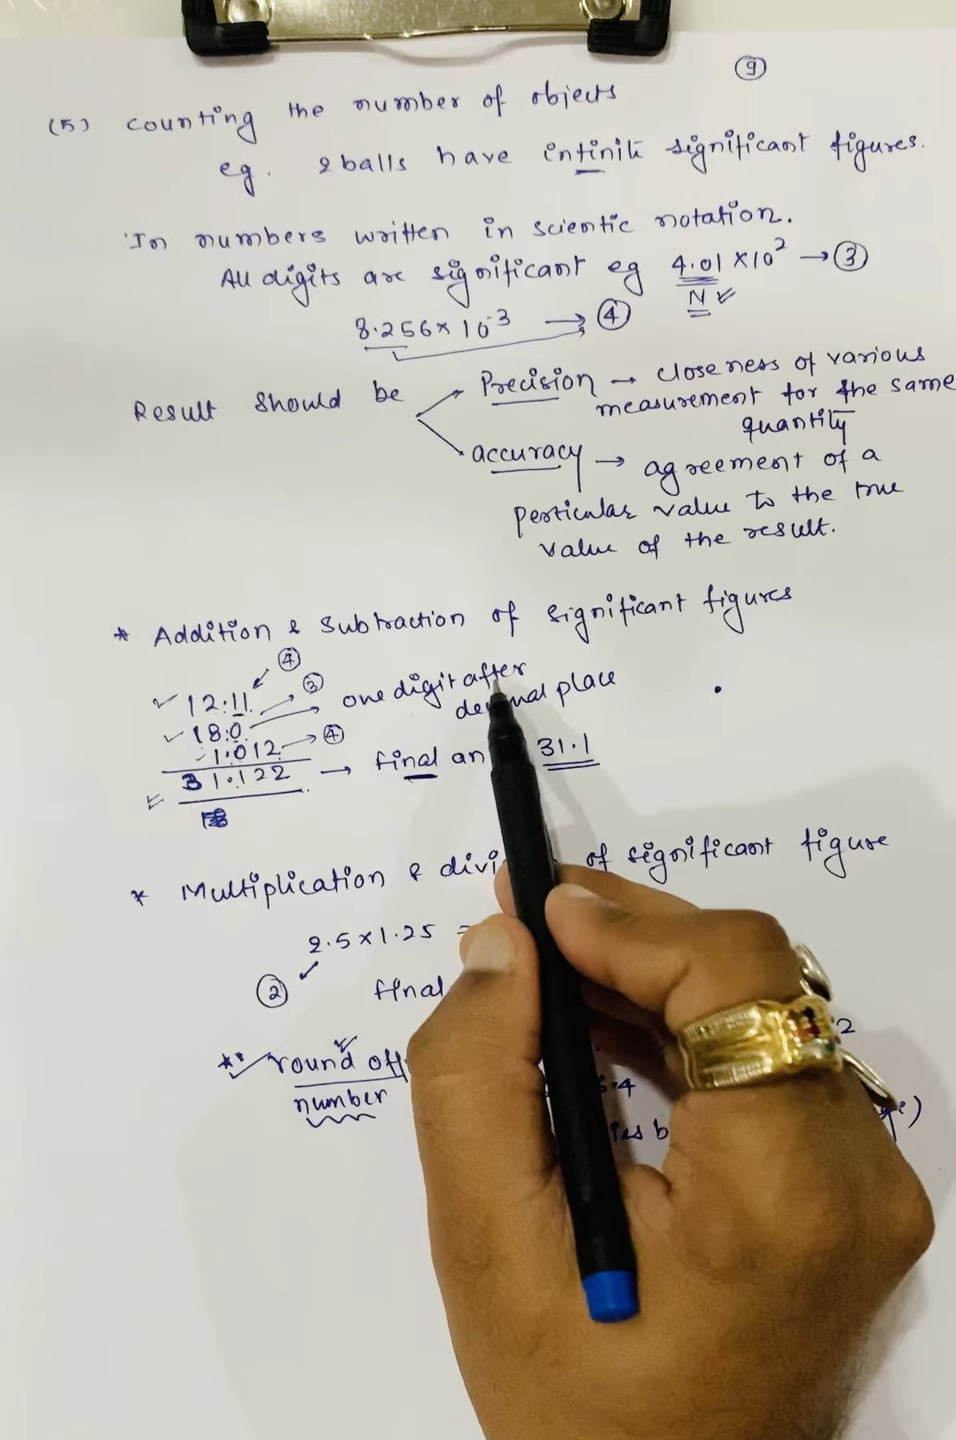 9
(5) counting the number of objects
eg. 2 balls have infinite significant figures.
In numbers written in scientic notation.
All digits are significant eg 4.01 × 10² → 3
N
8.256 × 10⁻³ → 4
Result should be
Precision → closeness of various
measurement for the same
quantity
accuracy → agreement of a
perticular value to the true
value of the result.
* Addition & subtraction of significant figures
12.11 4
18.0 3 one digit after
decimal place
1.012 → 4
31.122 → final an 31.1
* Multiplication & divi of significant figure
2.5 × 1.25 =
2 final
** round off
number